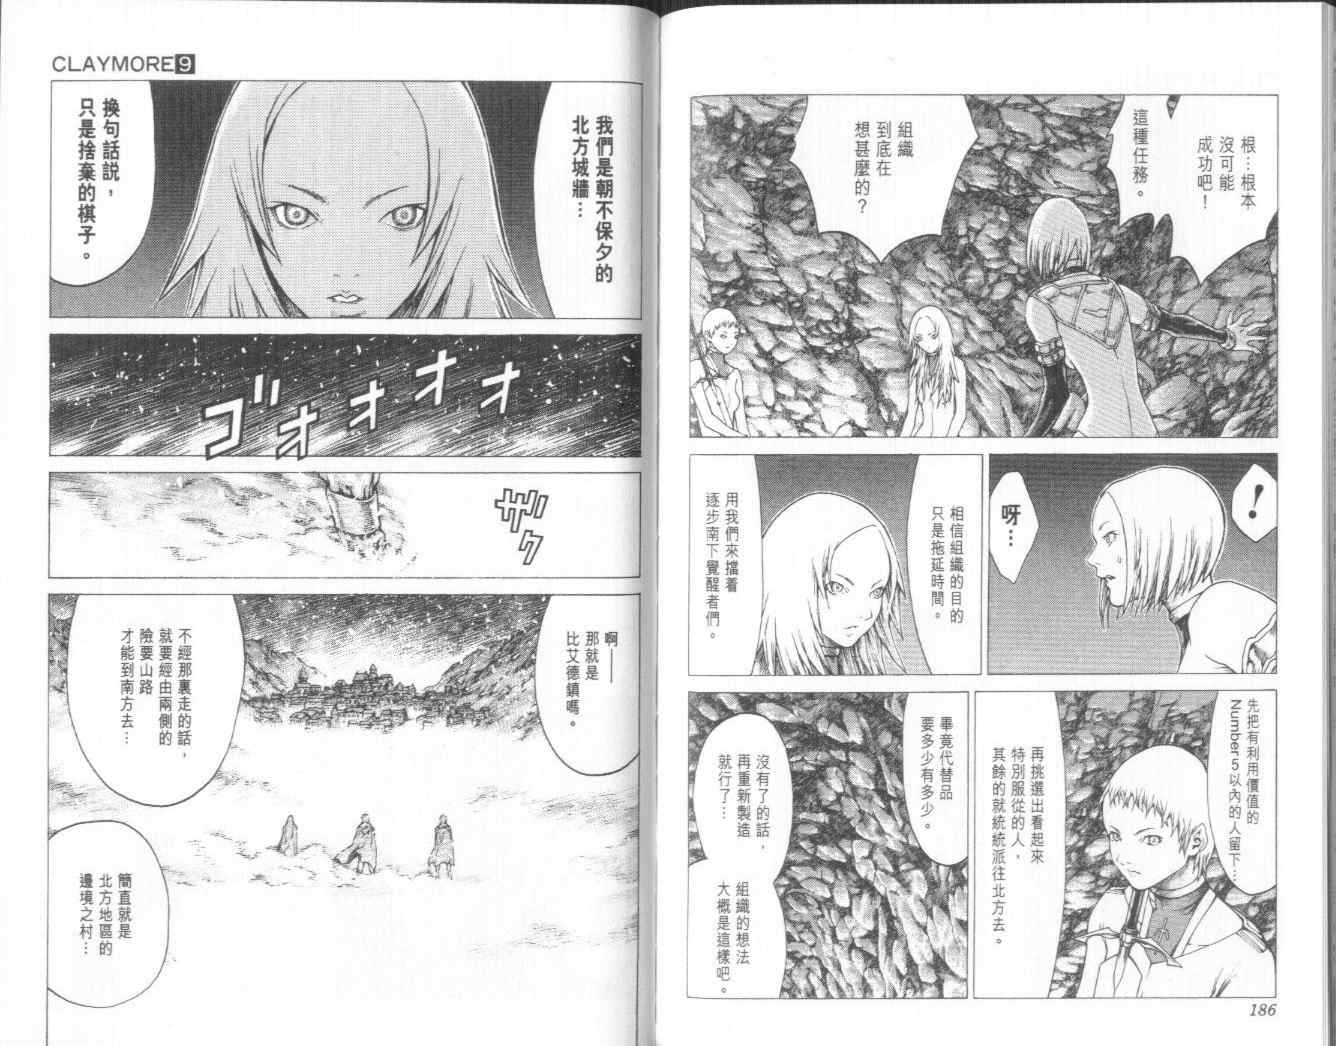 根…根本
沒可能
成功吧！
這種任務。
組織
到底在
想甚麼的？
！
呀…
相信組織的目的
只是拖延時間。
用我們來擋着
逐步南下覺醒者們。
先把有利用價值的
Number 5以內的人留下…
再挑選出看起來
特別服從的人，
其餘的就統統派往北方去。
畢竟代替品
要多少有多少。
沒有了的話，
再重新製造
就行了…
組織的想法
大概是這樣吧。
186
CLAYMORE9
我們是朝不保夕的
北方城牆…
換句話説，
只是捨棄的棋子。
ゴォォオオ
ザク
啊——
那就是
比艾德鎮嗎。
不經那裏走的話，
就要經由兩側的
險要山路
才能到南方去…
簡直就是
北方地區的
邊境之村…